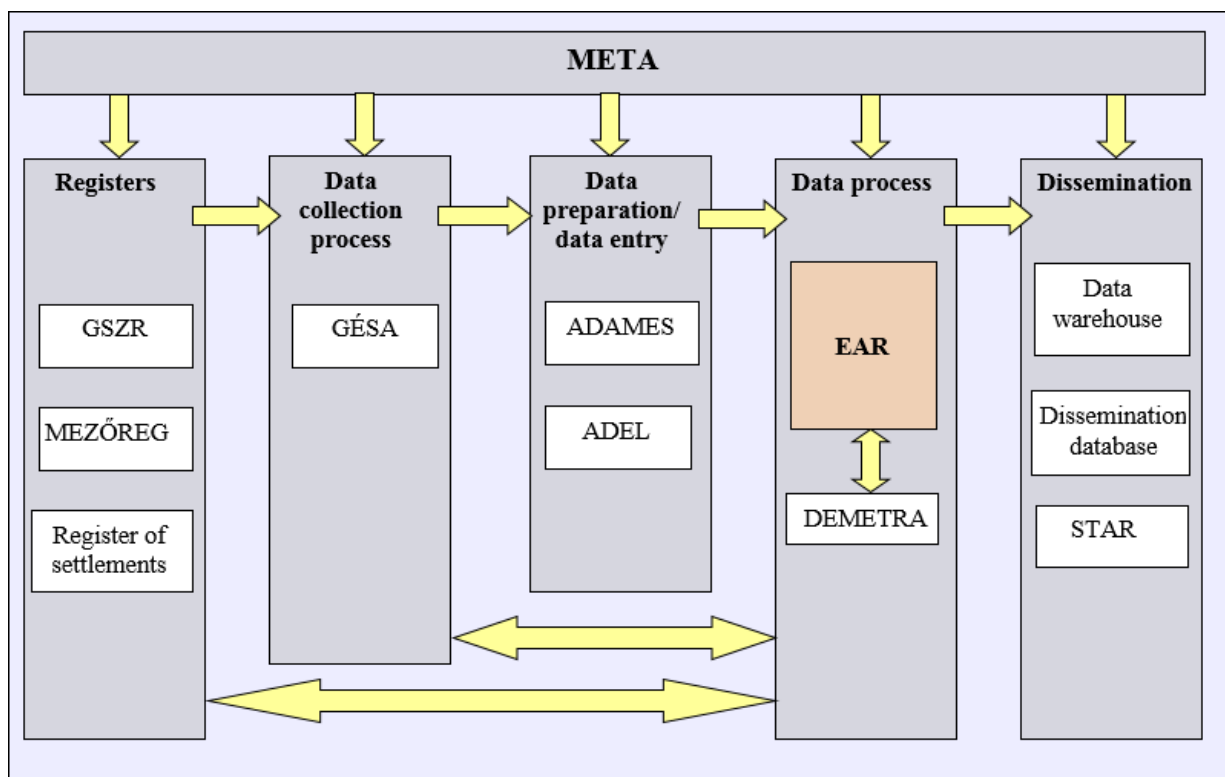 META
Registers
GSZR
MEZŐREG
Register of
settlements
Data
collection
process
GÉSA
Data
preparation/
data entry
ADAMES
ADEL
Data process
EAR
DEMETRA
Dissemination
Data
warehouse
Dissemination
database
STAR